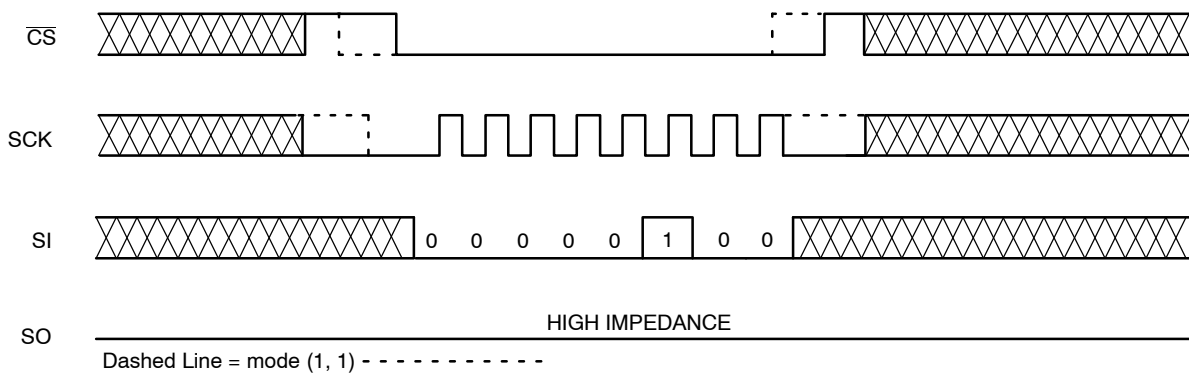 CS
SCK
SI
0 0 0 0 0 1 0 0
SO
HIGH IMPEDANCE
Dashed Line = mode (1, 1)